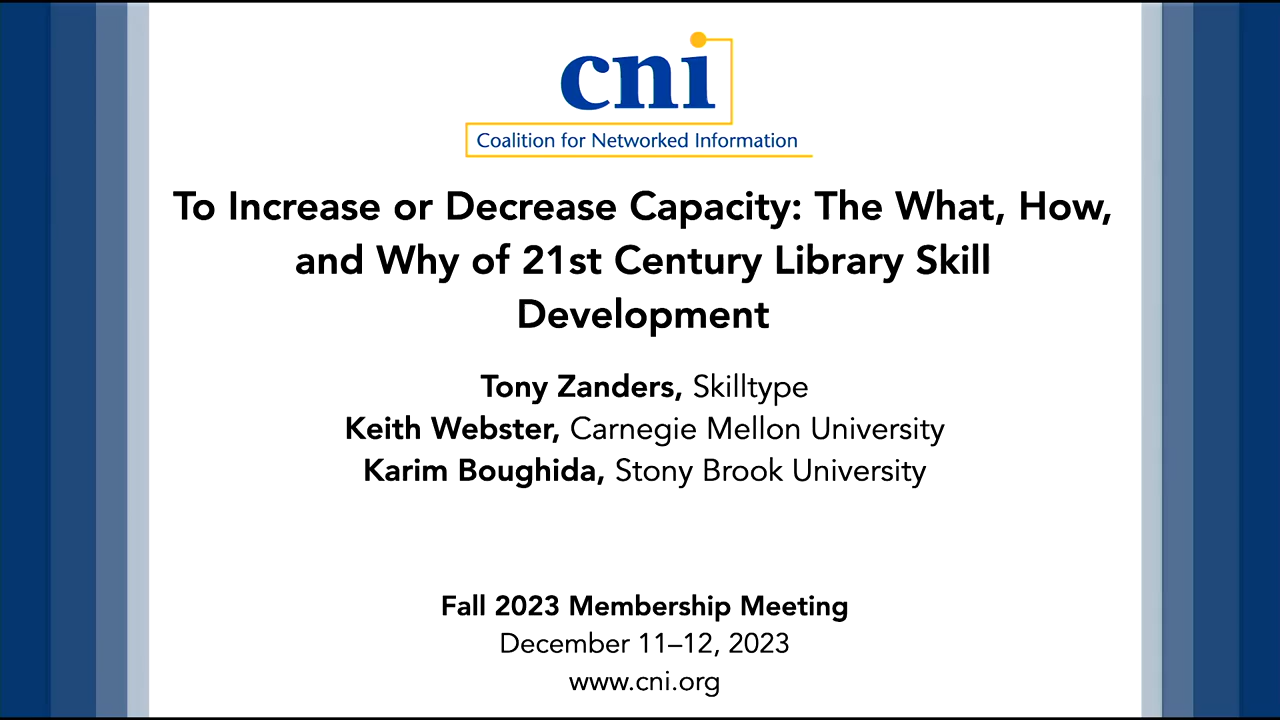 cni
Coalition for Networked Information
To Increase or Decrease Capacity: The What, How,
and Why of 21st Century Library Skill
Development
Tony Zanders, Skilltype
Keith Webster, Carnegie Mellon University
Karim Boughida, Stony Brook University
Fall 2023 Membership Meeting
December 11–12, 2023
www.cni.org